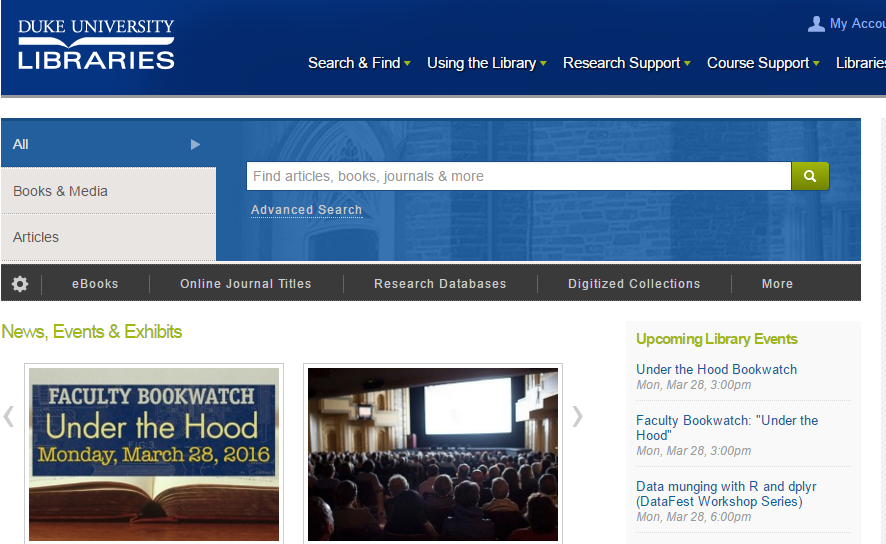 DUKE UNIVERSITY
LIBRARIES
My Accou
Search & Find
Using the Library
Research Support
Course Support
Libraries
All
Books & Media
Articles
Find articles, books, journals & more
Advanced Search
eBooks
Online Journal Titles
Research Databases
Digitized Collections
More
News, Events & Exhibits
FACULTY BOOKWATCH
Under the Hood
Monday, March 28, 2016
Upcoming Library Events
Under the Hood Bookwatch
Mon, Mar 28, 3:00pm
Faculty Bookwatch: "Under the
Hood"
Mon, Mar 28, 3:00pm
Data munging with R and dplyr
(DataFest Workshop Series)
Mon, Mar 28, 6:00pm